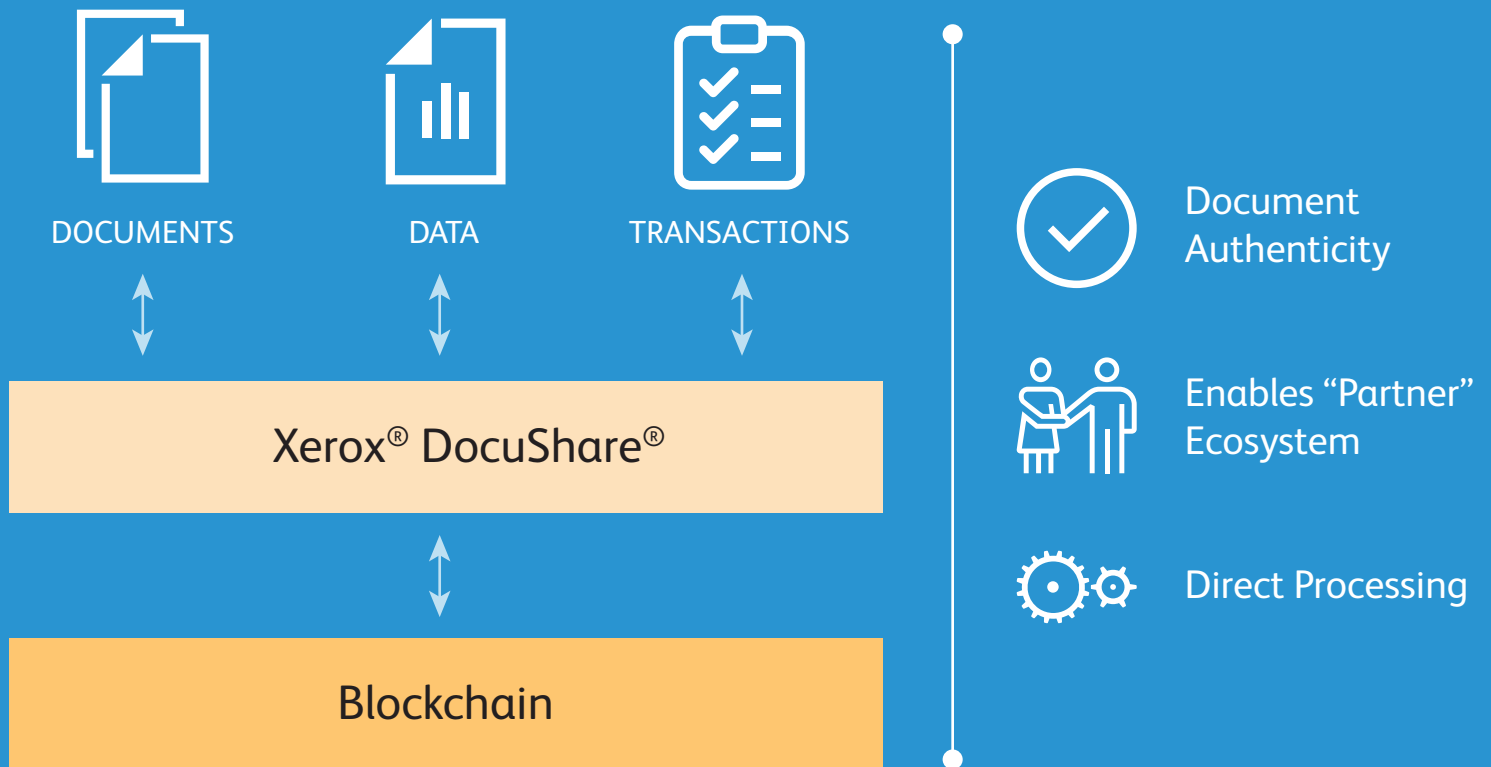 DOCUMENTS
DATA
TRANSACTIONS
Xerox® DocuShare®
Blockchain
Document
Authenticity
Enables “Partner”
Ecosystem
Direct Processing